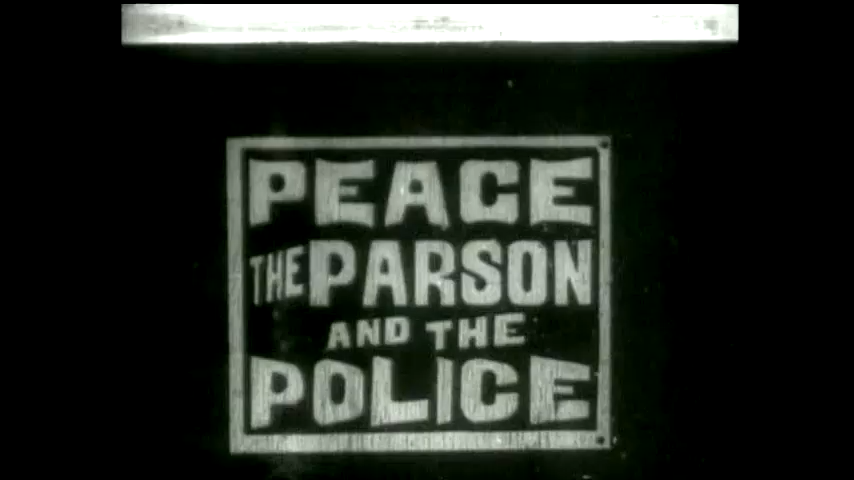 PEACE
THE PARSON
AND THE
POLICE